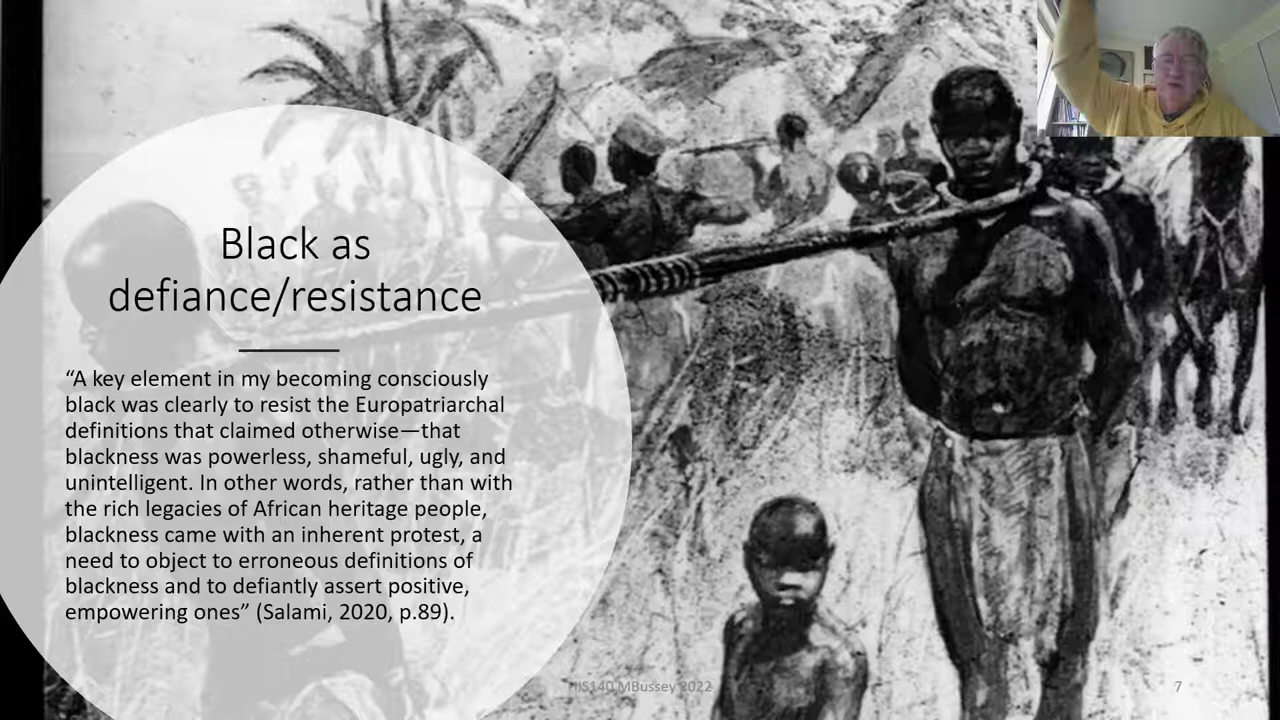 Black as
defiance/resistance
“A key element in my becoming consciously
black was clearly to resist the Europatriarchal
definitions that claimed otherwise—that
blackness was powerless, shameful, ugly, and
unintelligent. In other words, rather than with
the rich legacies of African heritage people,
blackness came with an inherent protest, a
need to object to erroneous definitions of
blackness and to defiantly assert positive,
empowering ones” (Salami, 2020, p.89).
HIS140 MBussey 2022
7